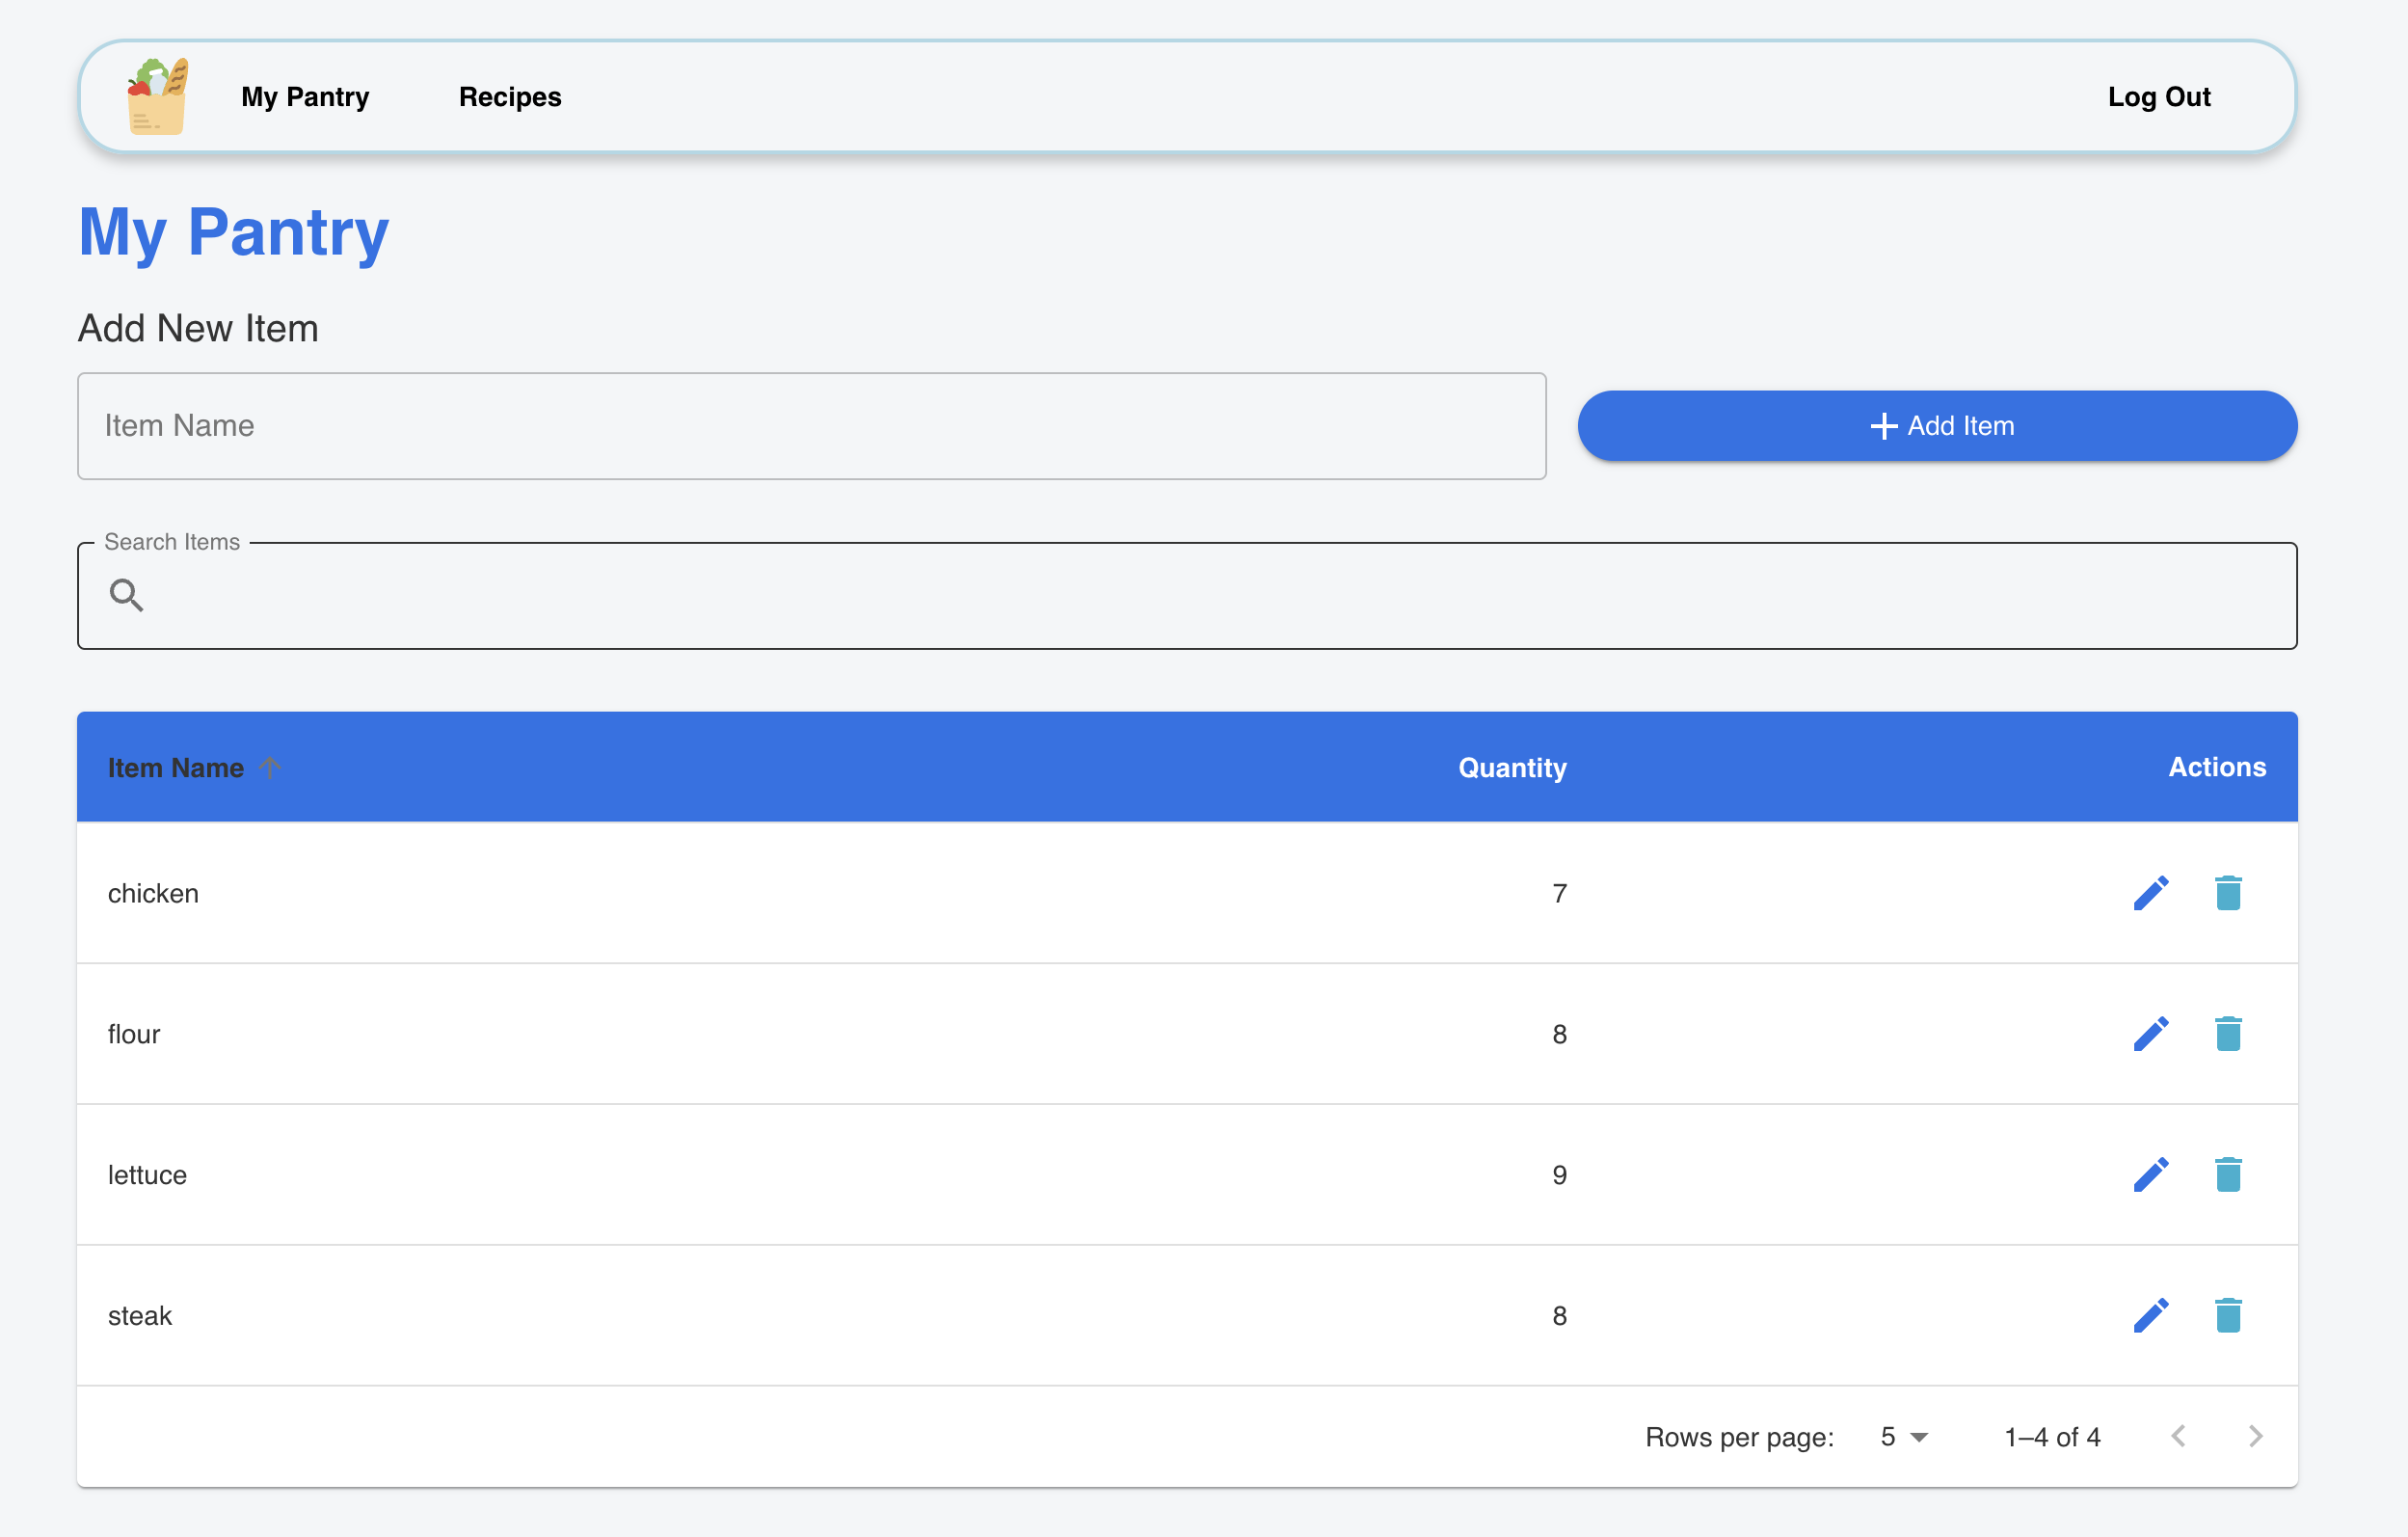 My Pantry Recipes Log Out
My Pantry
Add New Item
Item Name
Add Item
Search Items
Item Name Quantity Actions
chicken 7
flour 8
lettuce 9
steak 8
Rows per page: 5 1–4 of 4